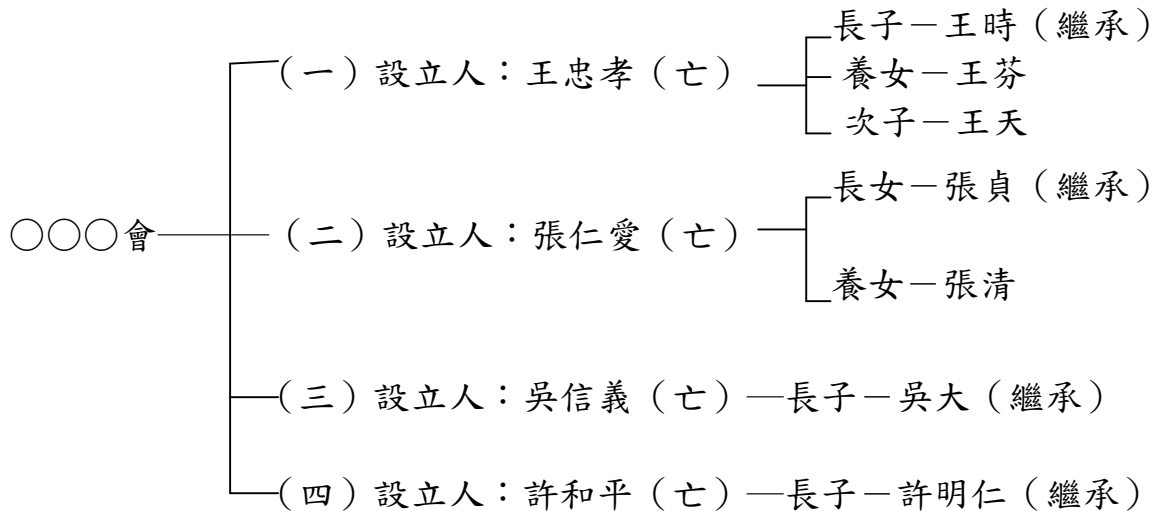 長子－王時（繼承）
（一）設立人：王忠孝（亡）
養女－王芬
次子－王天
長女－張貞（繼承）
○○○會
（二）設立人：張仁愛（亡）
養女－張清
（三）設立人：吳信義（亡）—長子－吳大（繼承）
（四）設立人：許和平（亡）—長子－許明仁（繼承）